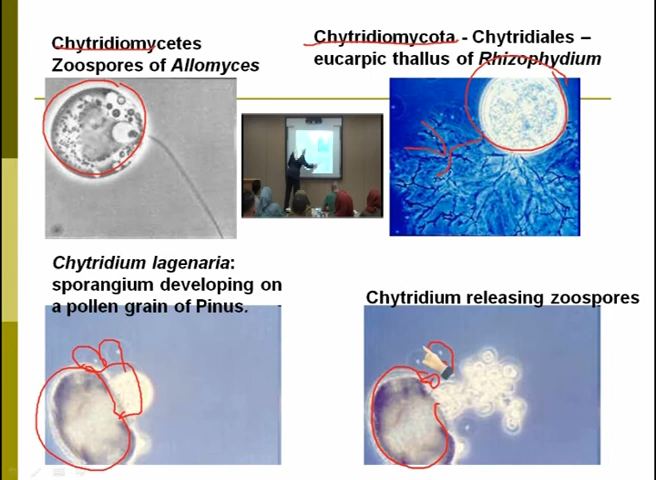 Chytridiomycetes
Zoospores of Allomyces
Chytridiomycota - Chytridiales –
eucarpic thallus of Rhizophydium
Chytridium lagenaria:
sporangium developing on
a pollen grain of Pinus.
Chytridium releasing zoospores